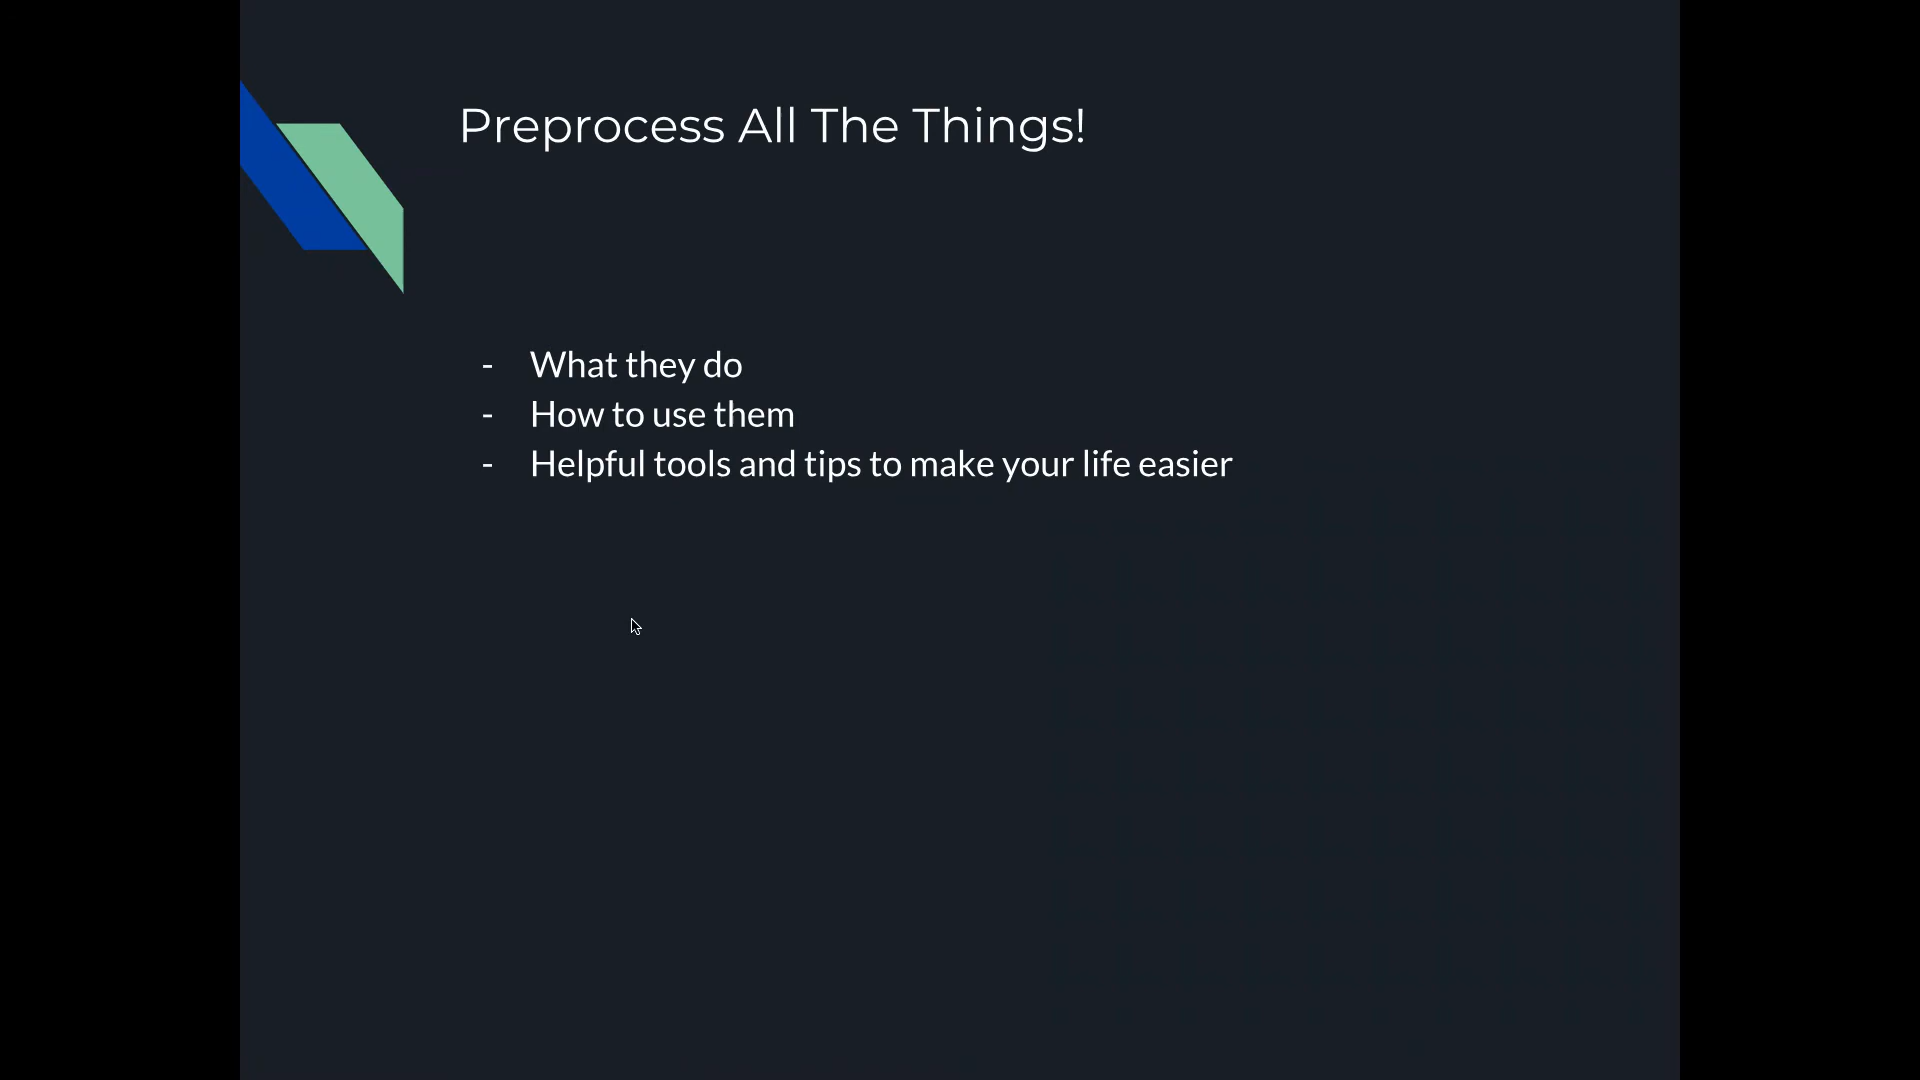 Preprocess All The Things!
- What they do
- How to use them
- Helpful tools and tips to make your life easier